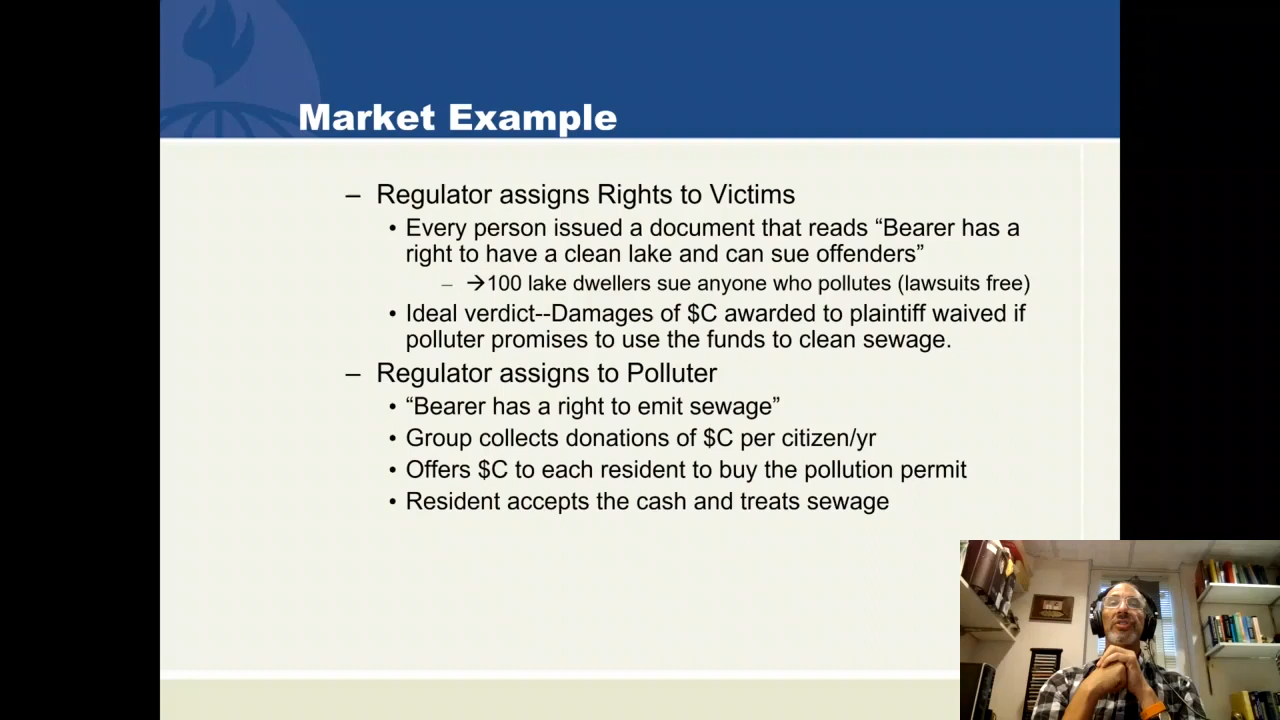 Market Example
– Regulator assigns Rights to Victims
• Every person issued a document that reads “Bearer has a
right to have a clean lake and can sue offenders”
– →100 lake dwellers sue anyone who pollutes (lawsuits free)
• Ideal verdict--Damages of $C awarded to plaintiff waived if
polluter promises to use the funds to clean sewage.
– Regulator assigns to Polluter
• “Bearer has a right to emit sewage”
• Group collects donations of $C per citizen/yr
• Offers $C to each resident to buy the pollution permit
• Resident accepts the cash and treats sewage